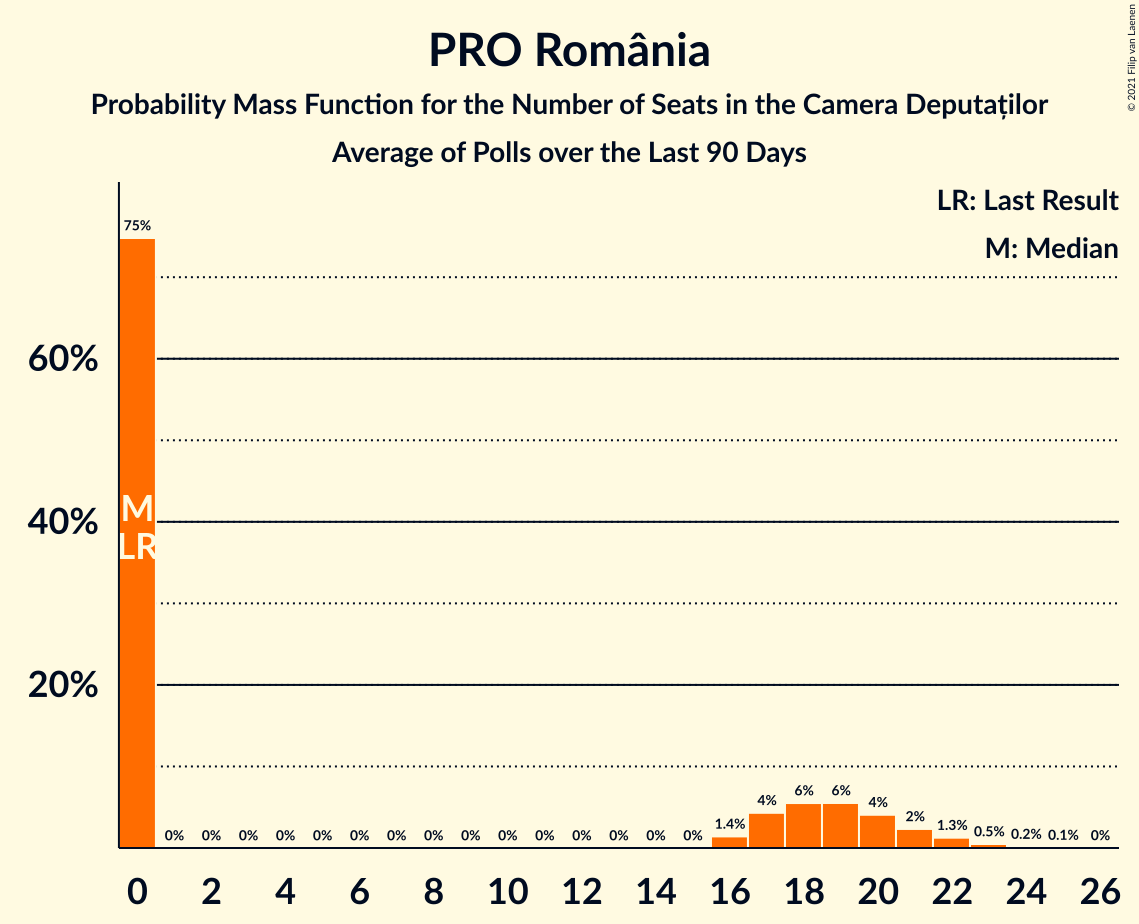 PRO România
Probability Mass Function for the Number of Seats in the Camera Deputaților
Average of Polls over the Last 90 Days
© 2021 Filip van Laenen
LR: Last Result
M: Median
75%
60%
40%
20%
M
LR
0% 0% 0% 0% 0% 0% 0% 0% 0% 0% 0% 0% 0% 0% 0% 1.4% 4% 6% 6% 4% 2% 1.3% 0.5% 0.2% 0.1% 0%
0 2 4 6 8 10 12 14 16 18 20 22 24 26